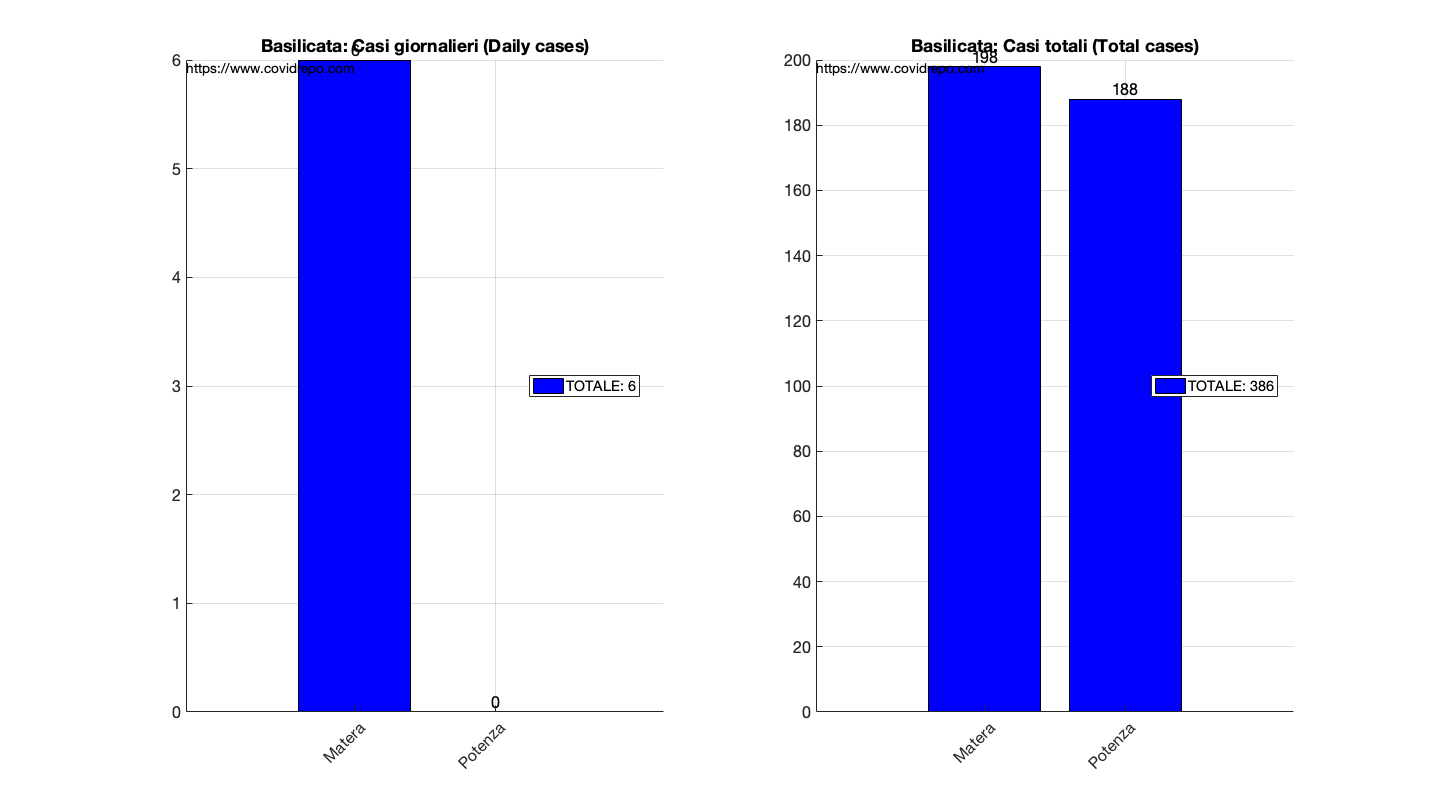 Basilicata: Casi giornalieri (Daily cases)
6
https://www.covidrepo.com
6
5
4
3
2
1
0
TOTALE: 6
0
Matera
Potenza
Basilicata: Casi totali (Total cases)
198
https://www.covidrepo.com
188
200
180
160
140
120
100
80
60
40
20
0
TOTALE: 386
Matera
Potenza